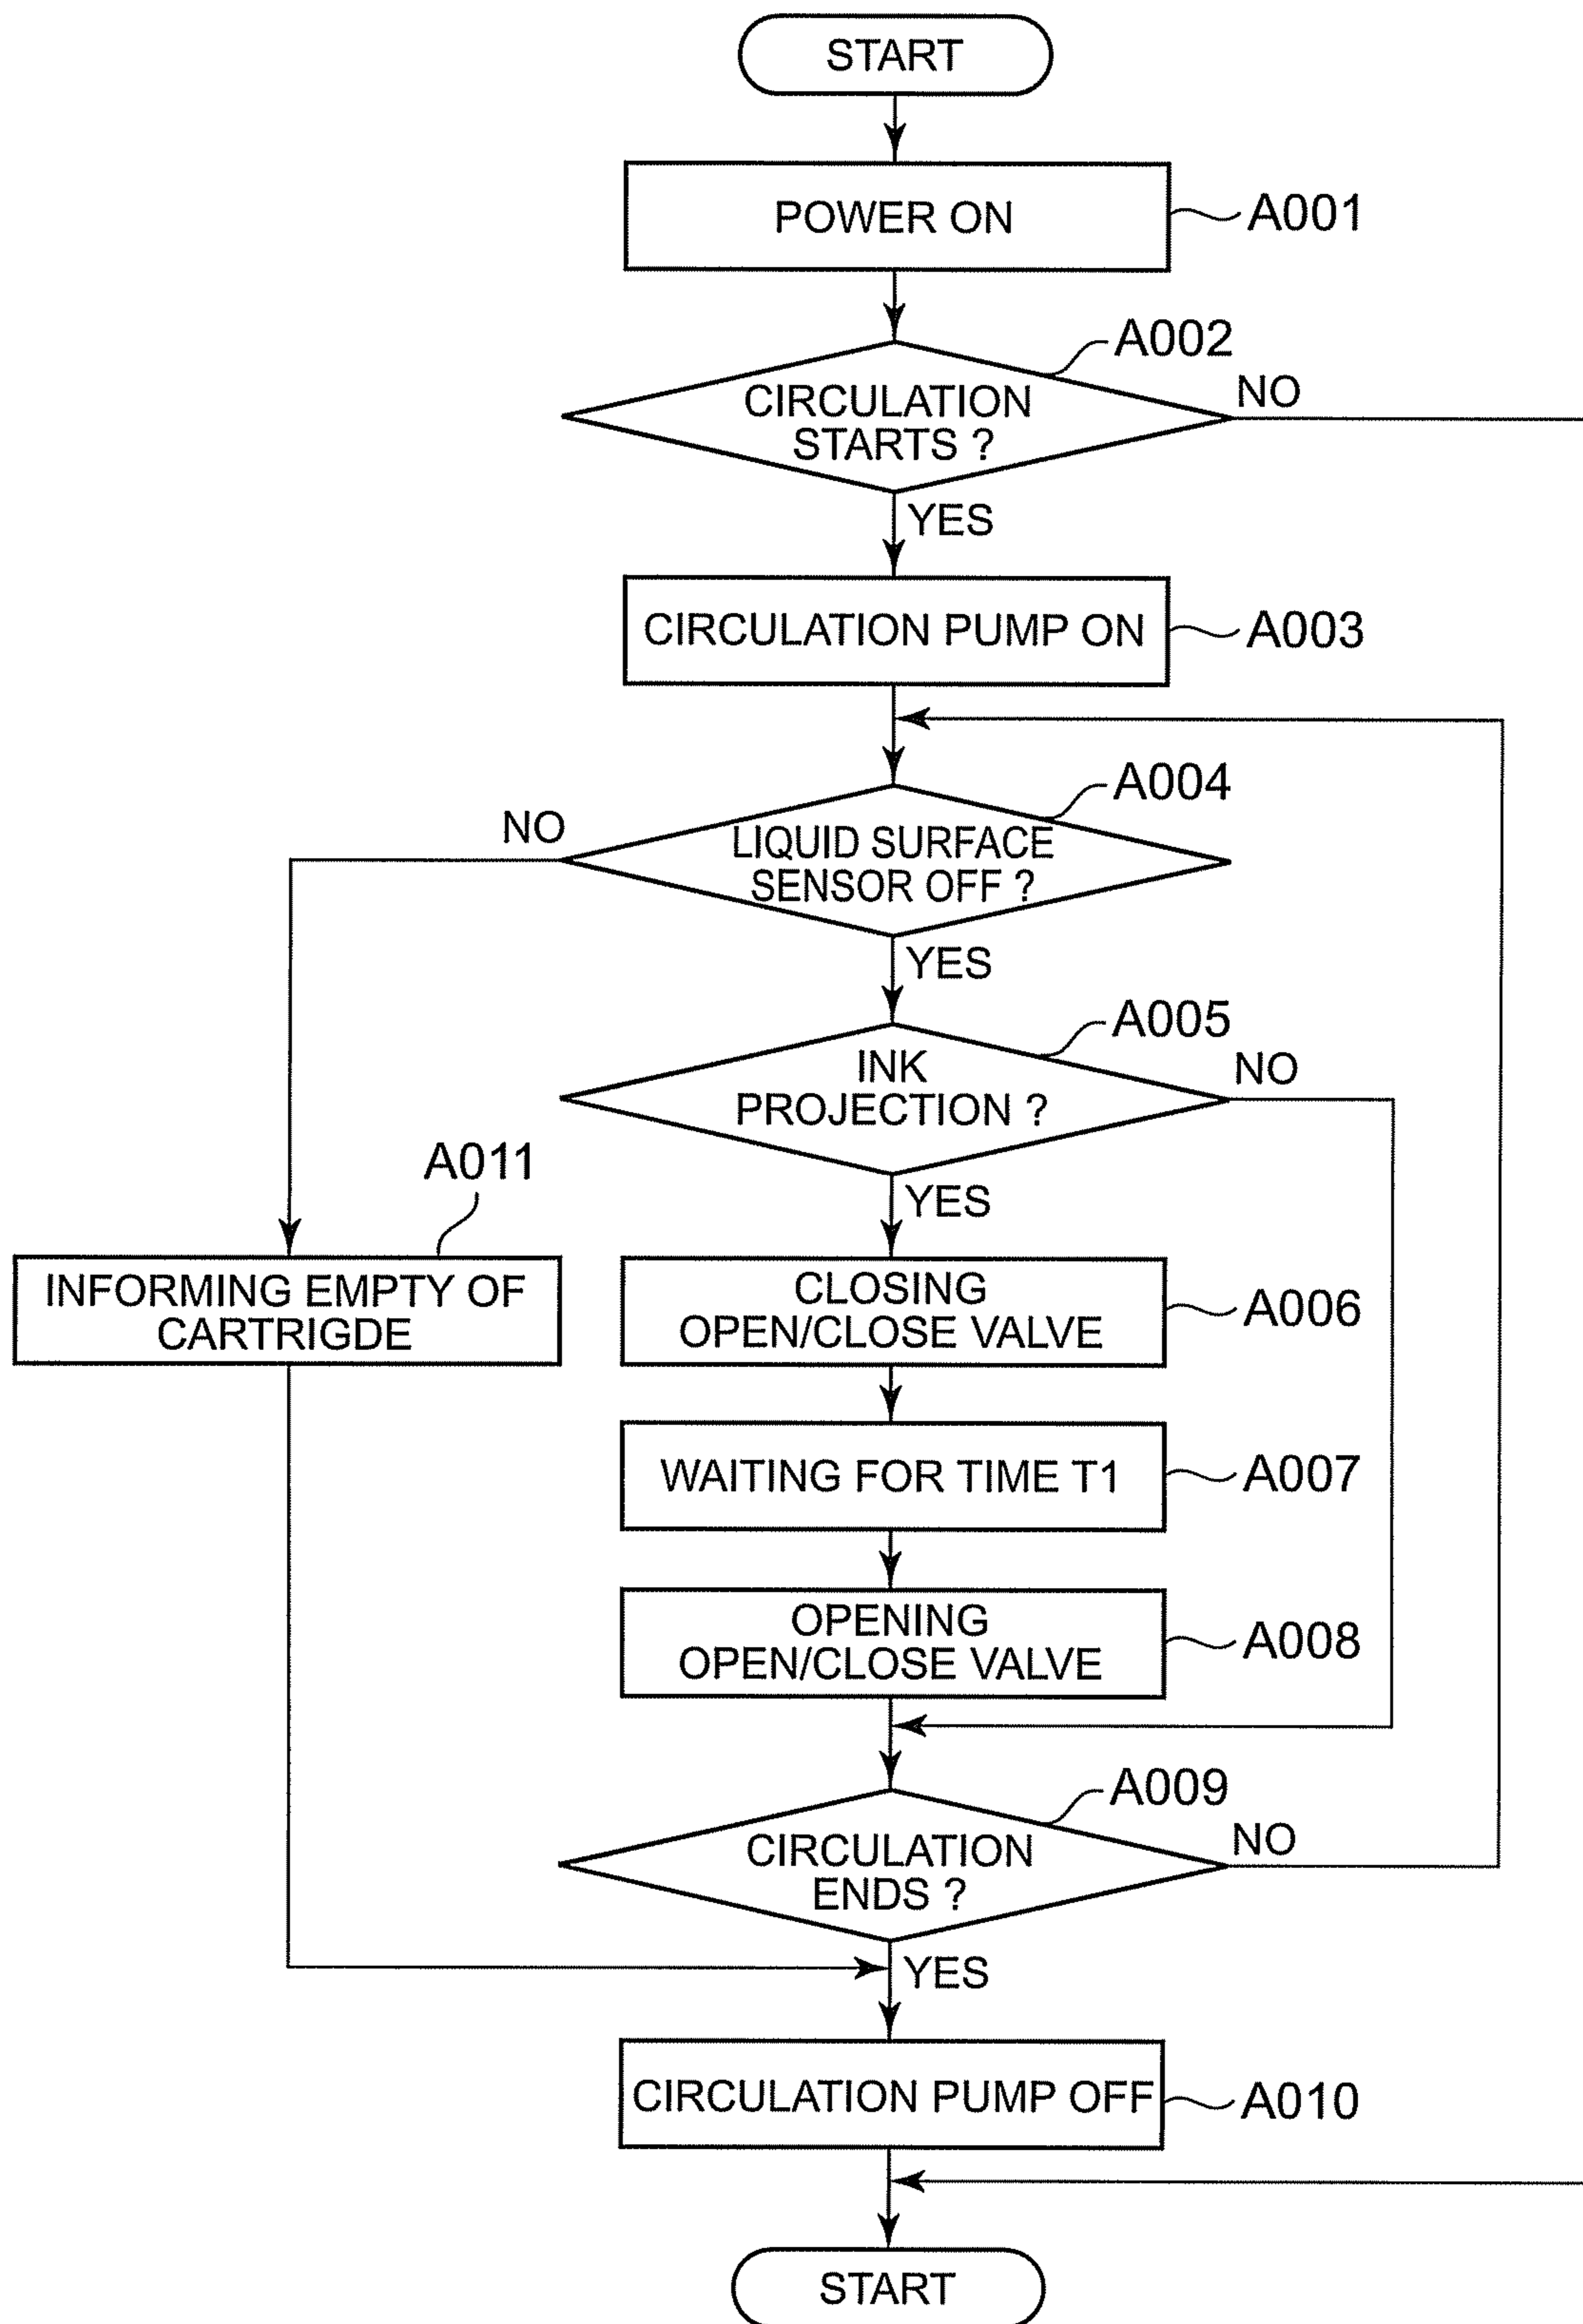 START
POWER ON
A001
A002
CIRCULATION
STARTS ?
NO
YES
CIRCULATION PUMP ON
A003
A004
NO
LIQUID SURFACE
SENSOR OFF ?
YES
A005
INK
PROJECTION ?
NO
YES
A011
INFORMING EMPTY OF
CARTRIGDE
CLOSING
OPEN/CLOSE VALVE
A006
WAITING FOR TIME T1
A007
OPENING
OPEN/CLOSE VALVE
A008
A009
CIRCULATION
ENDS ?
NO
YES
CIRCULATION PUMP OFF
A010
START